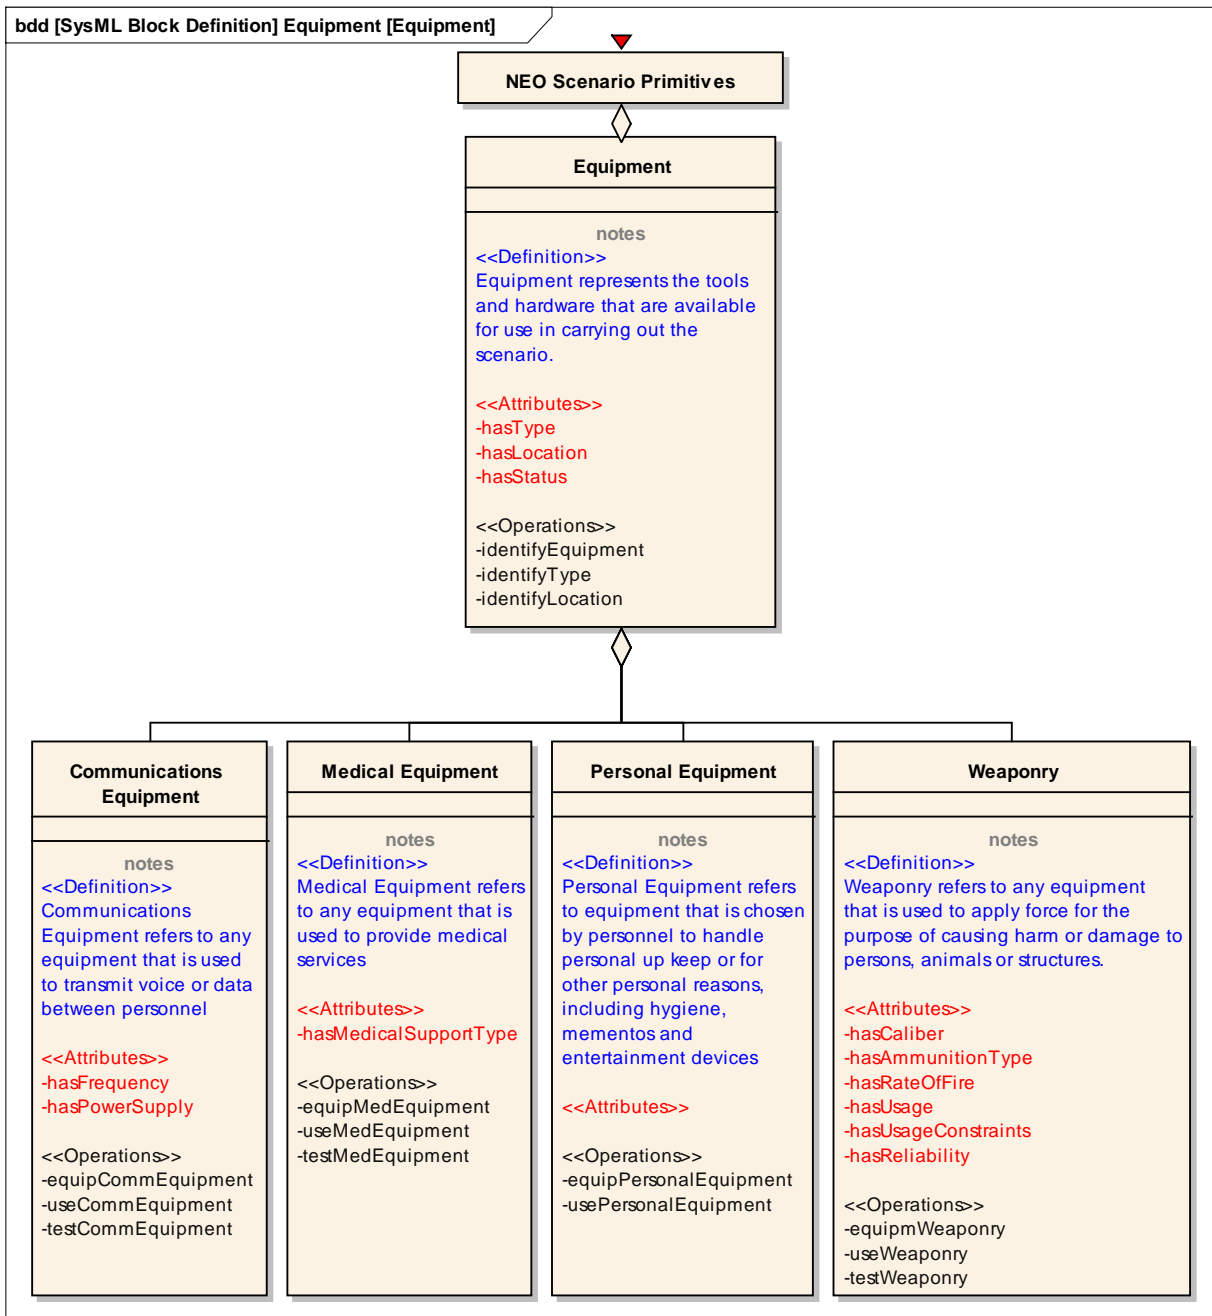 bdd [SysML Block Definition] Equipment [Equipment]
NEO Scenario Primitives
Equipment
notes
<<Definition>>
Equipment represents the tools
and hardware that are available
for use in carrying out the
scenario.
<<Attributes>>
-hasType
-hasLocation
-hasStatus
<<Operations>>
-identifyEquipment
-identifyType
-identifyLocation
Communications
Equipment
notes
<<Definition>>
Communications
Equipment refers to any
equipment that is used
to transmit voice or data
between personnel
<<Attributes>>
-hasFrequency
-hasPowerSupply
<<Operations>>
-equipCommEquipment
-useCommEquipment
-testCommEquipment
Medical Equipment
notes
<<Definition>>
Medical Equipment refers
to any equipment that is
used to provide medical
services
<<Attributes>>
-hasMedicalSupportType
<<Operations>>
-equipMedEquipment
-useMedEquipment
-testMedEquipment
Personal Equipment
notes
<<Definition>>
Personal Equipment refers
to equipment that is chosen
by personnel to handle
personal up keep or for
other personal reasons,
including hygiene,
mementos and
entertainment devices
<<Attributes>>
<<Operations>>
-equipPersonalEquipment
-usePersonalEquipment
Weaponry
notes
<<Definition>>
Weaponry refers to any equipment
that is used to apply force for the
purpose of causing harm or damage to
persons, animals or structures.
<<Attributes>>
-hasCaliber
-hasAmmunitionType
-hasRateOfFire
-hasUsage
-hasUsageConstraints
-hasReliability
<<Operations>>
-equipmWeaponry
-useWeaponry
-testWeaponry